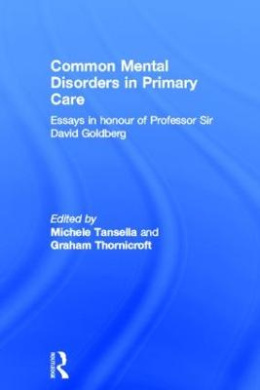 Common Mental
Disorders in Primary
Care
Essays in honour of Professor Sir
David Goldberg
Edited by
Michele Tansella and
Graham Thornicroft
ROUTLEDGE